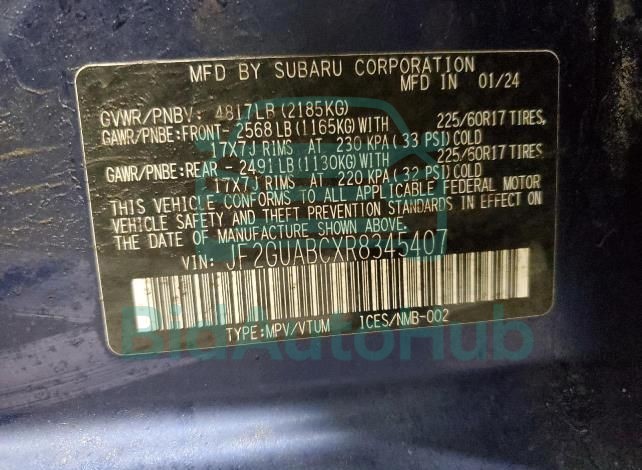 MFD BY SUBARU CORPORATION
MFD IN 01/24
GVWR/PNBV: 4817LB(2185KG)
GAWR/PNBE:FRONT-2568LB(1165KG)WITH 225/60R17 TIRES,
17X7J RIMS AT 230 KPA(33 PSI)COLD
GAWR/PNBE:REAR -2491LB(1130KG)WITH 225/60R17 TIRES
17X7J RIMS AT 220 KPA(32 PSI)COLD
THIS VEHICLE CONFORMS TO ALL APPLICABLE FEDERAL MOTOR
VEHICLE SAFETY AND THEFT PREVENTION STANDARDS IN EFFECT ON
THE DATE OF MANUFACTURE SHOWN ABOVE.
VIN: JF2GUABCXR8345407
TYPE:MPV/VTUM ICES/NMB-002
BidAutoHub